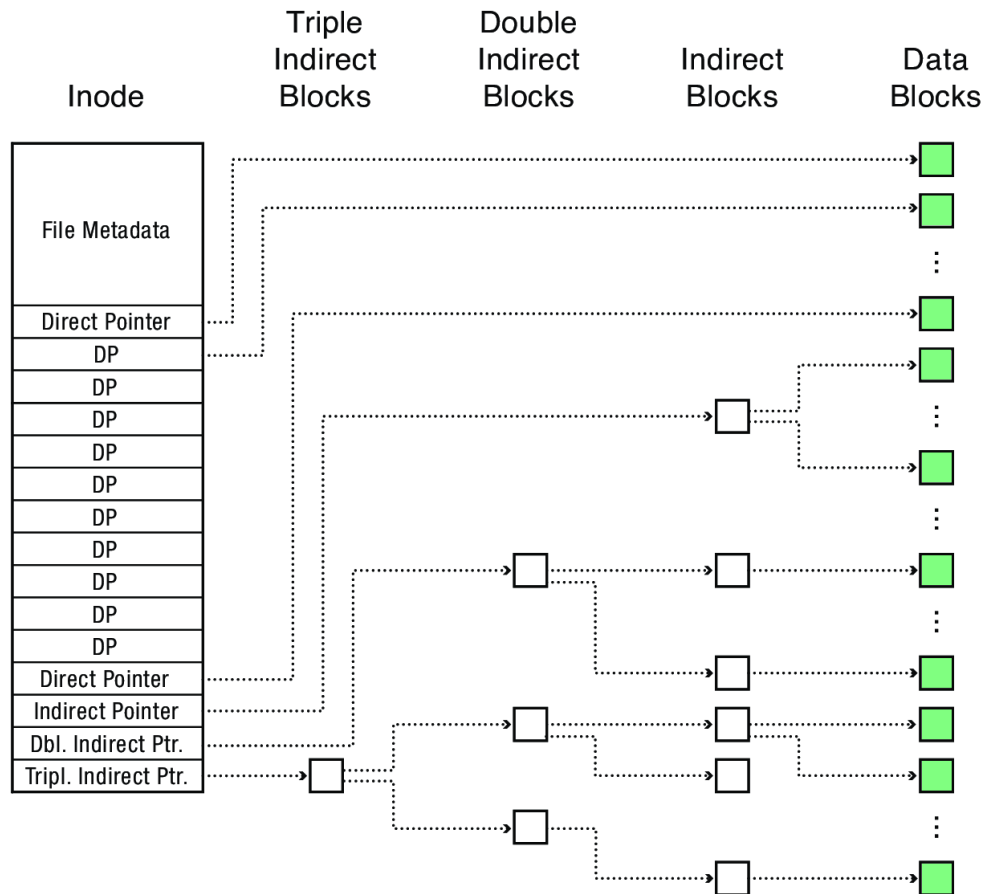 Inode
Triple
Indirect
Blocks
Double
Indirect
Blocks
Indirect
Blocks
Data
Blocks
File Metadata
Direct Pointer
DP
DP
DP
DP
DP
DP
DP
DP
DP
DP
Direct Pointer
Indirect Pointer
Dbl. Indirect Ptr.
Tripl. Indirect Ptr.